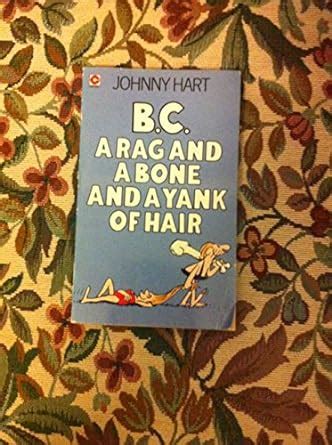 JOHNNY HART
B.C.
A RAG AND
A BONE
AND A YANK
OF HAIR